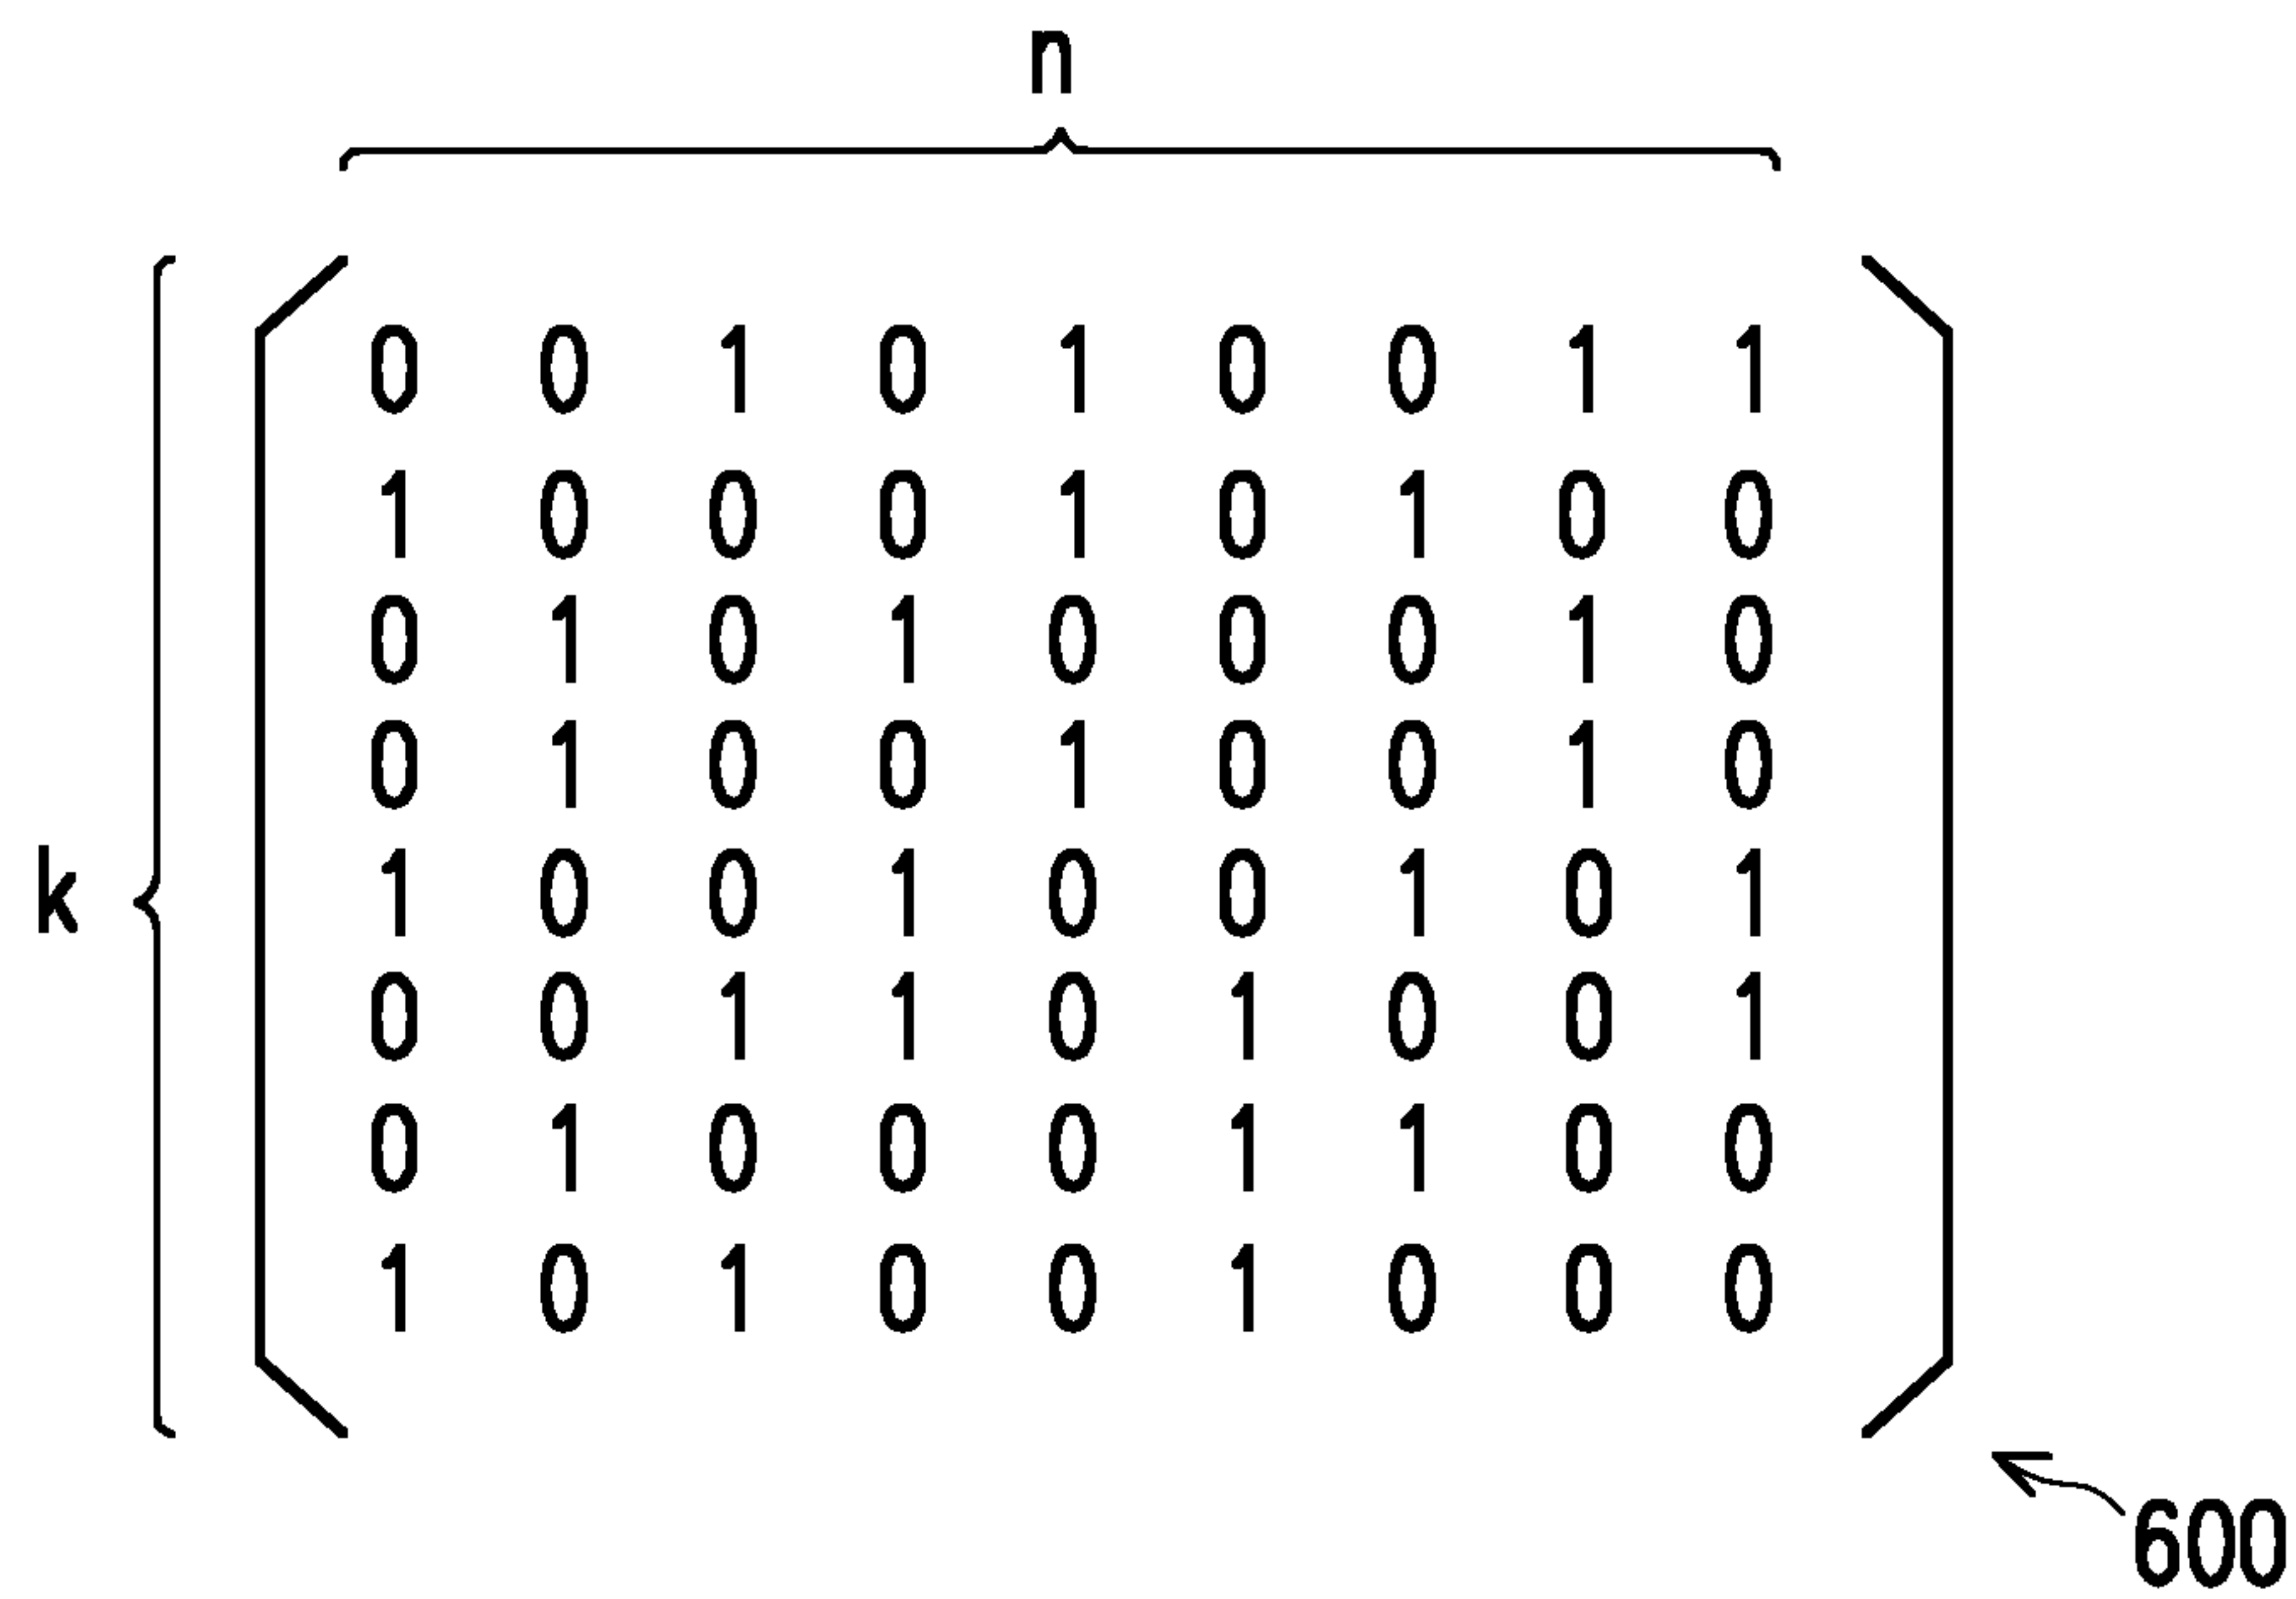 n
0 0 1 0 1 0 0 1 1
1 0 0 0 1 0 1 0 0
0 1 0 1 0 0 0 1 0
0 1 0 0 1 0 0 1 0
k
1 0 0 1 0 0 1 0 1
0 0 1 1 0 1 0 0 1
0 1 0 0 0 1 1 0 0
1 0 1 0 0 1 0 0 0
600